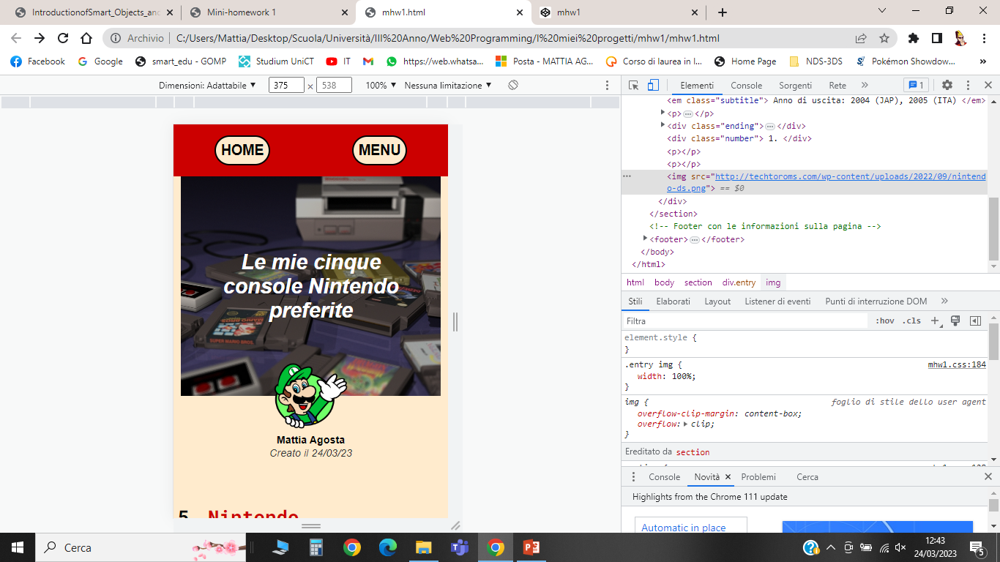 IntroductionofSmart_Objects_and
Mini-homework 1
mhw1.html
mhw1
Archivio
C:/Users/Mattia/Desktop/Scuola/Università/III%20Anno/Web%20Programming/I%20miei%20progetti/mhw1/mhw1.html
Facebook
Google
smart_edu - GOMP
Studium UniCT
IT
https://web.whatsa...
Posta - MATTIA AG...
Corso di laurea in I...
Home Page
NDS-3DS
Pokémon Showdow...
»
Dimensioni: Adattabile ▼
375 × 538
100% ▼
Nessuna limitazione ▼
HOME
MENU
Le mie cinque
console Nintendo
preferite
SUPER MARIO BROS.
Mattia Agosta
Creato il 24/03/23
5. Nintendo
Elementi
Console
Sorgenti
Rete
»
1
<em class="subtitle"> Anno di uscita: 2004 (JAP), 2005 (ITA) </em>
<p>…</p>
<div class="ending">…</div>
<div class="number"> 1. </div>
<p></p>
<p></p>
<img src="http://techtoroms.com/wp-content/uploads/2022/09/nintend
o-ds.png"> == $0
</div>
</section>
<!-- Footer con le informazioni sulla pagina -->
<footer>…</footer>
</body>
</html>
html body section div.entry img
Stili
Elaborati
Layout
Listener di eventi
Punti di interruzione DOM
»
Filtra
:hov .cls
element.style {
}
.entry img { mhw1.css:184
width: 100%;
}
img { foglio di stile dello user agent
overflow-clip-margin: content-box;
overflow: clip;
}
Ereditato da section
Console
Novità
Problemi
Cerca
Highlights from the Chrome 111 update
Automatic in place
Cerca
12:43
24/03/2023
5